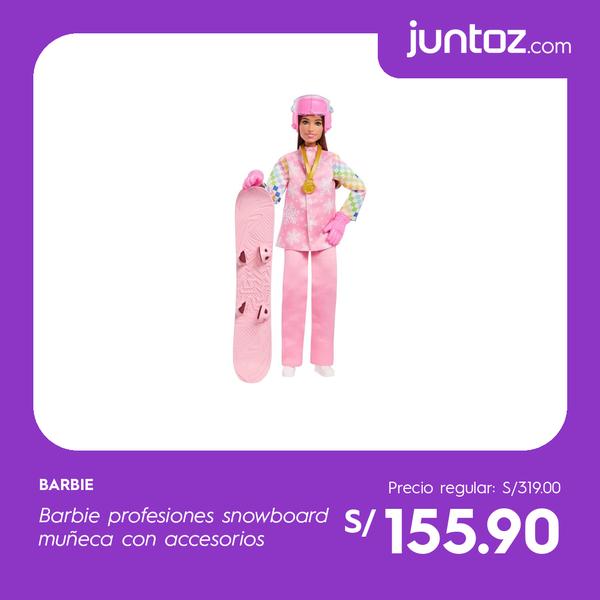 juntoz.com
BARBIE
Barbie profesiones snowboard
muñeca con accesorios
Precio regular: S/319.00
S/155.90